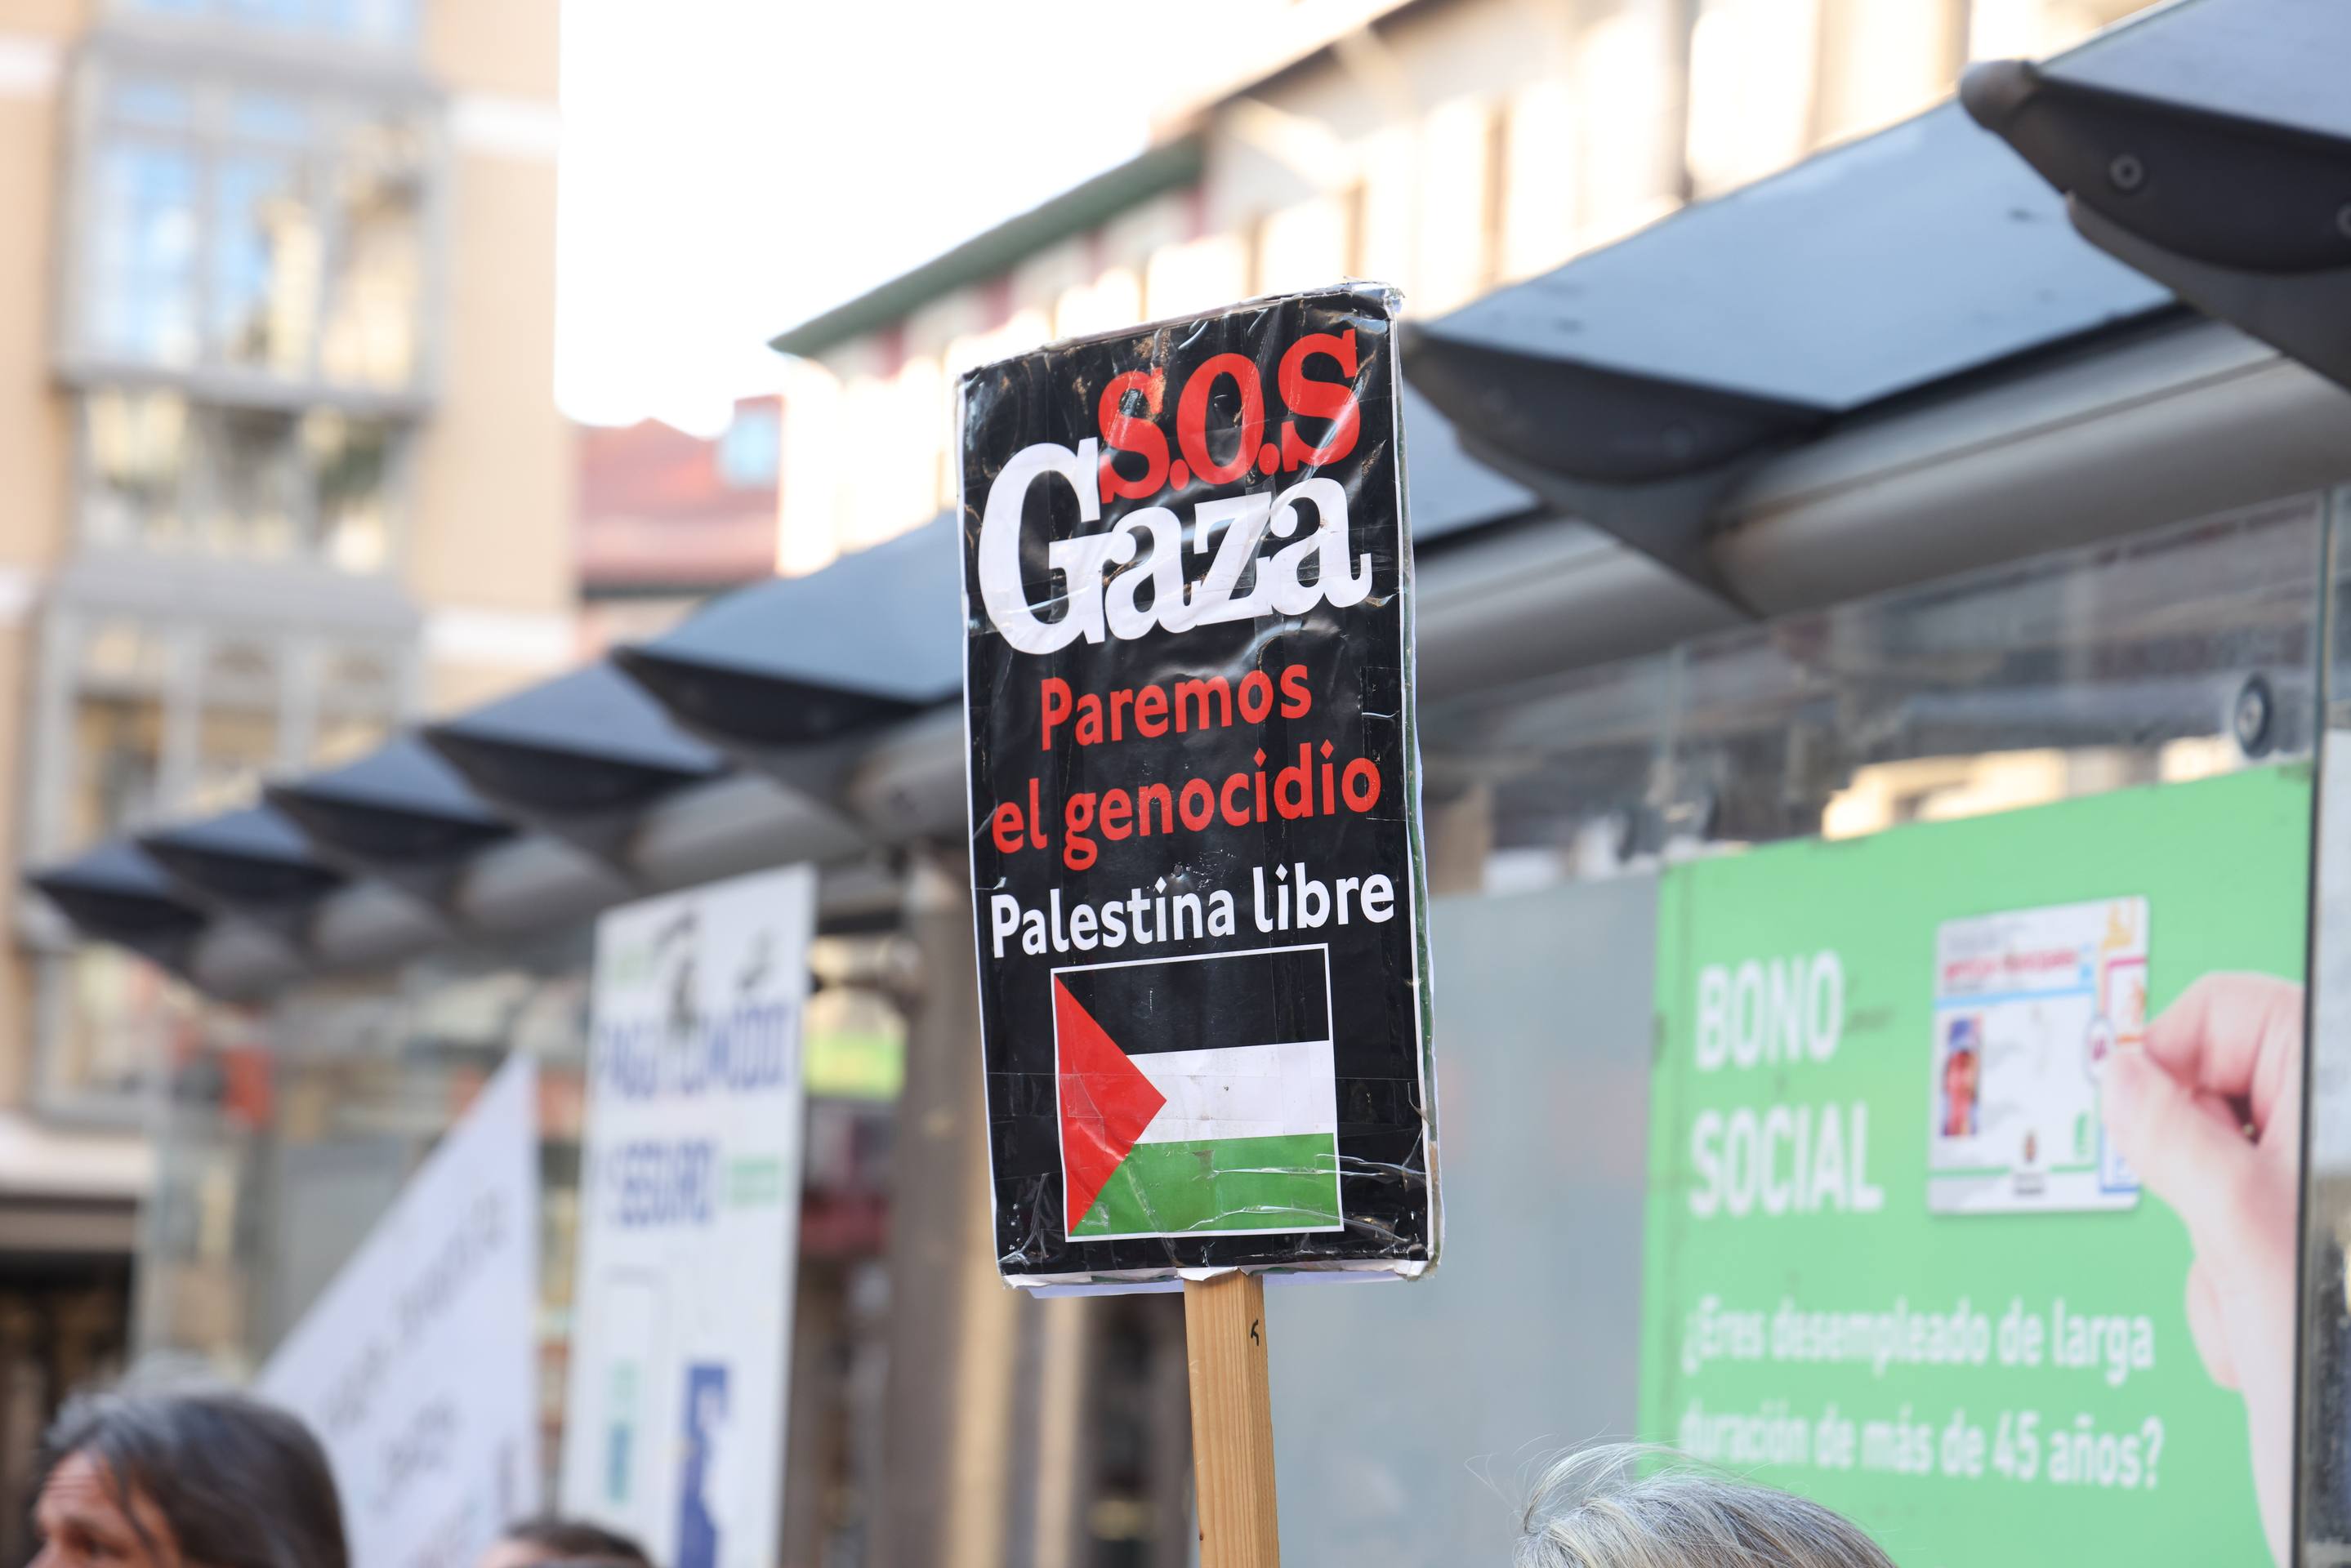 S.O.S
Gaza
Paremos
el genocidio
Palestina libre
BONO
SOCIAL
¿Eres desempleado de larga
duración de más de 45 años?